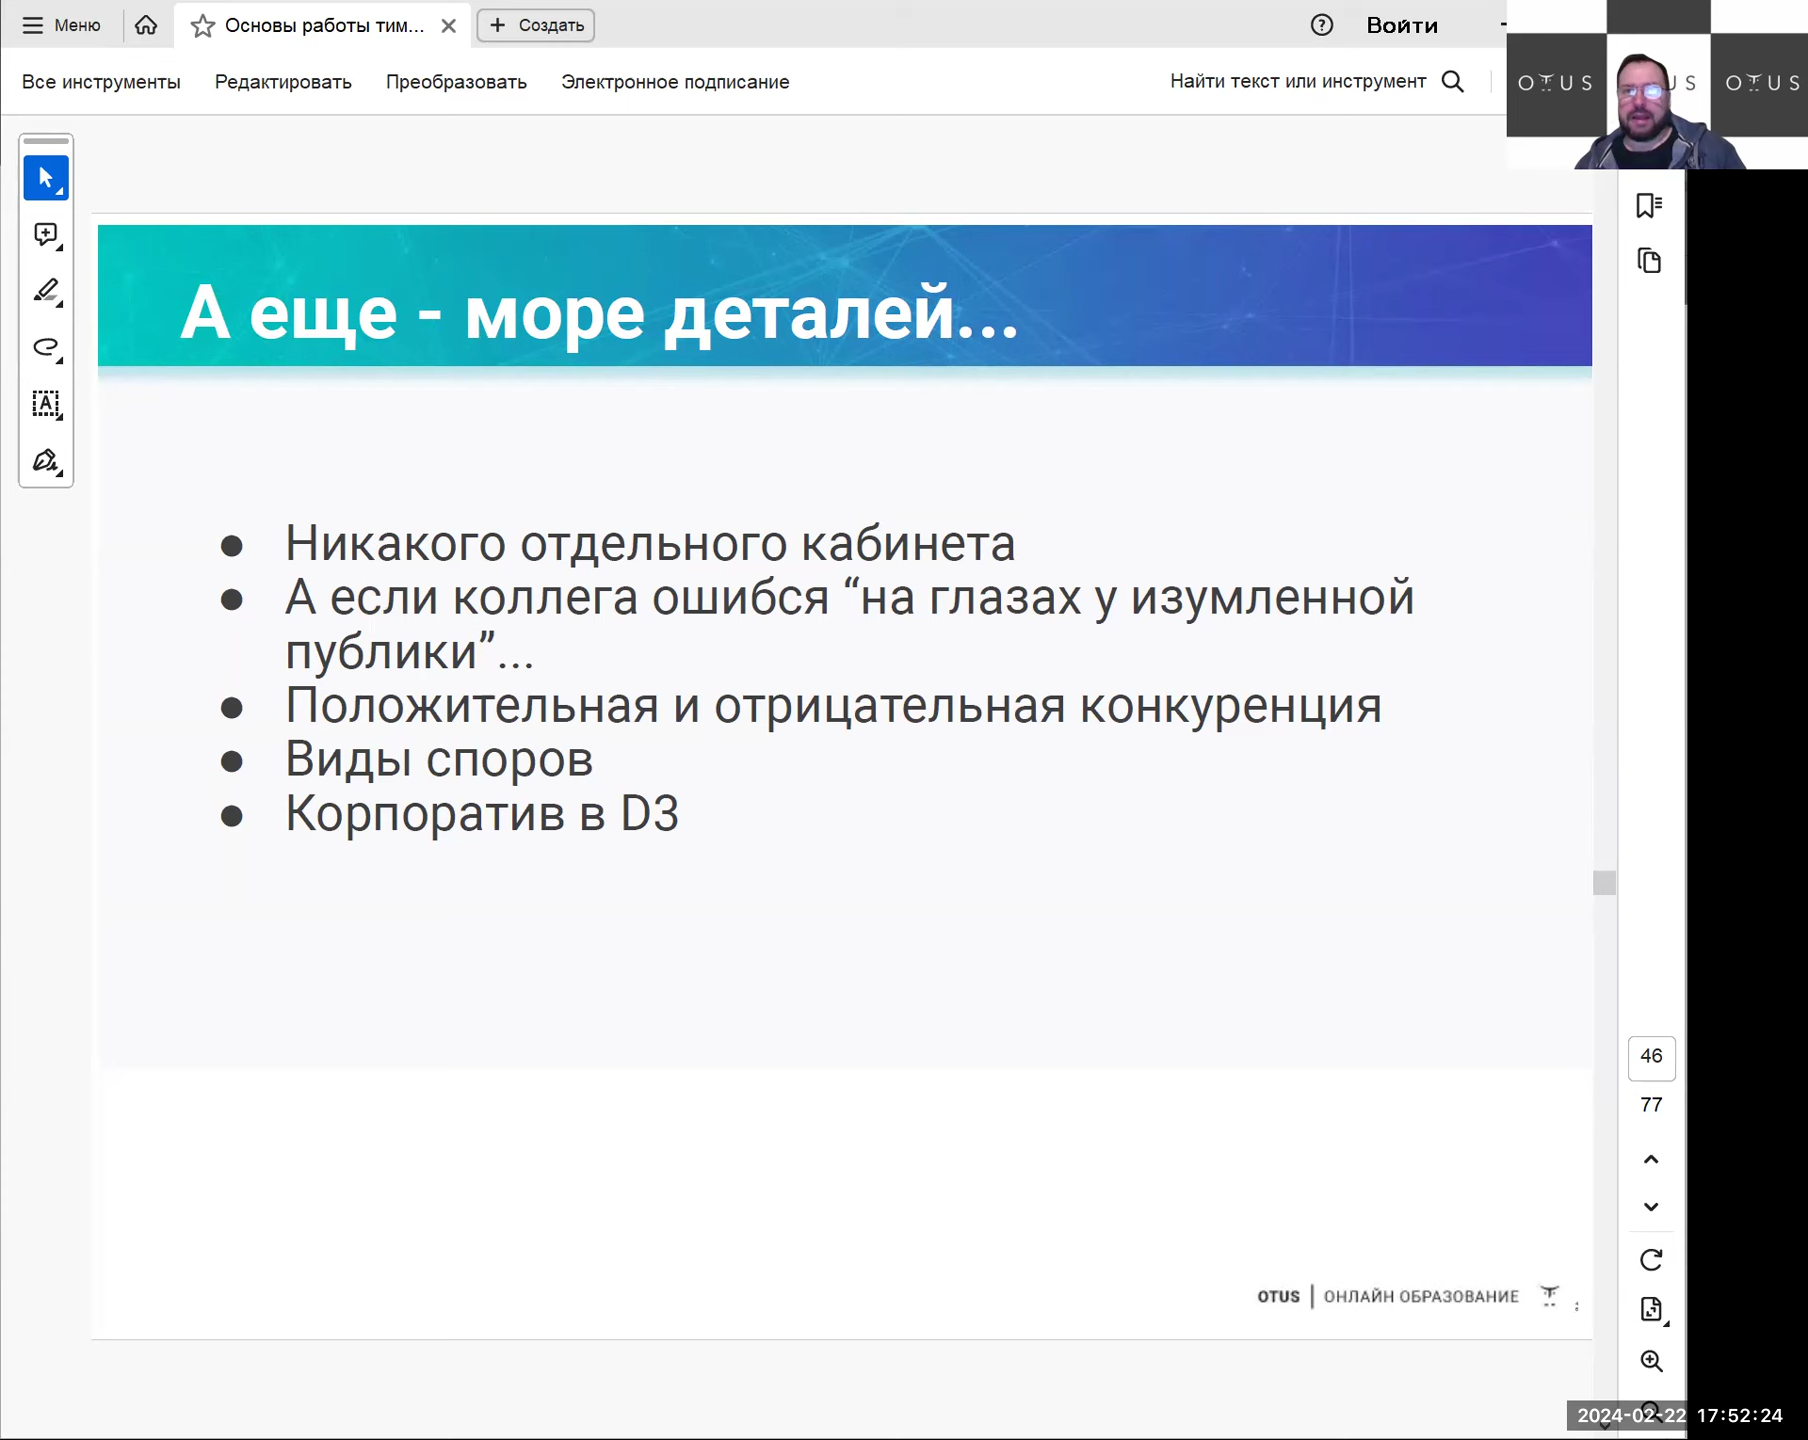 Меню
Основы работы тим...
Создать
Войти
Все инструменты
Редактировать
Преобразовать
Электронное подписание
Найти текст или инструмент
OTUS
US
OTUS
А еще - море деталей...
● Никакого отдельного кабинета
● А если коллега ошибся “на глазах у изумленной
публики”...
● Положительная и отрицательная конкуренция
● Виды споров
● Корпоратив в D3
46
77
OTUS | ОНЛАЙН ОБРАЗОВАНИЕ
2024-02-22 17:52:24